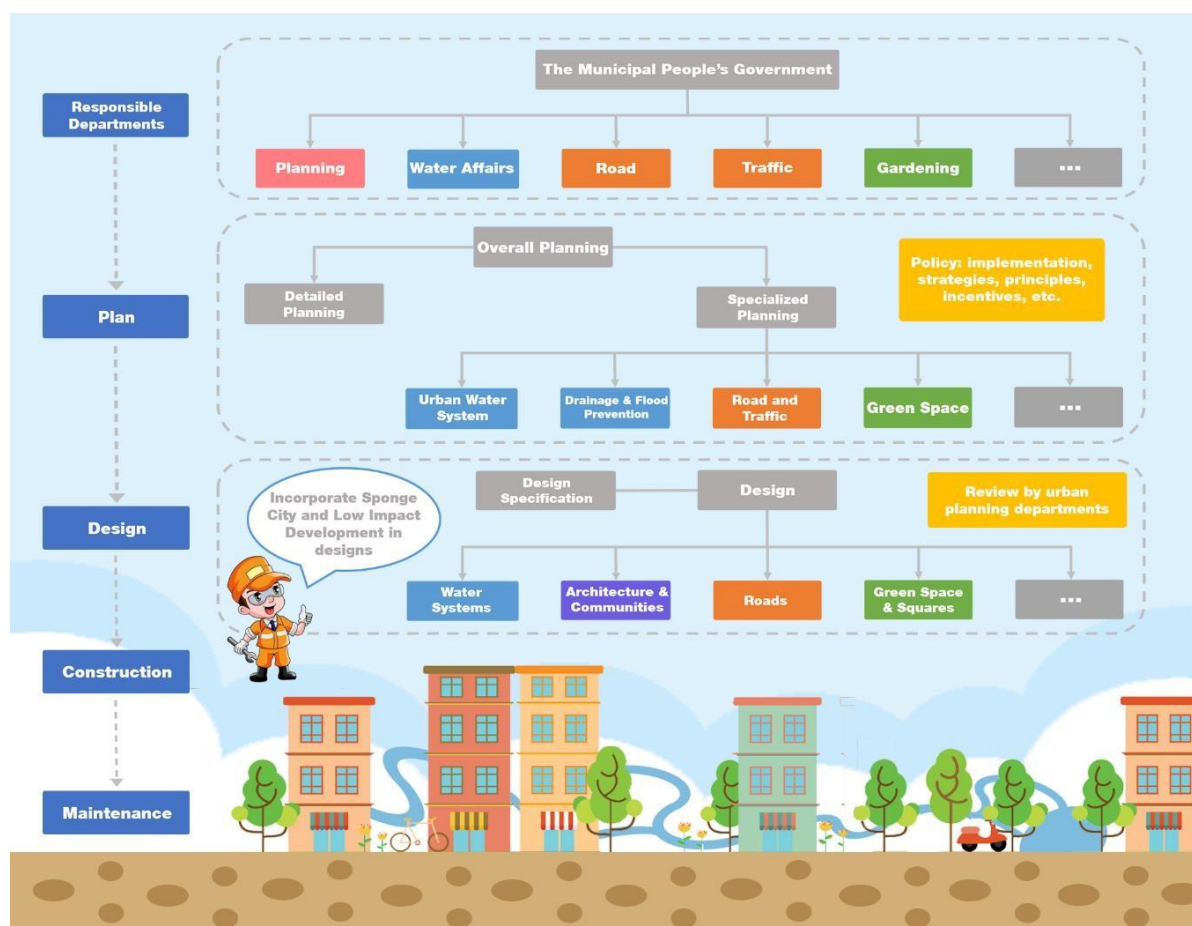 The Municipal People's Government
Responsible
Departments
Planning
Water Affairs
Road
Traffic
Gardening
...
Overall Planning
Policy: implementation,
strategies, principles,
incentives, etc.
Plan
Detailed
Planning
Specialized
Planning
Urban Water
System
Drainage & Flood
Prevention
Road and
Traffic
Green Space
...
Incorporate Sponge
City and Low Impact
Development in
designs
Design
Specification
Design
Review by urban
planning departments
Design
Water
Systems
Architecture &
Communities
Roads
Green Space
& Squares
...
Construction
Maintenance